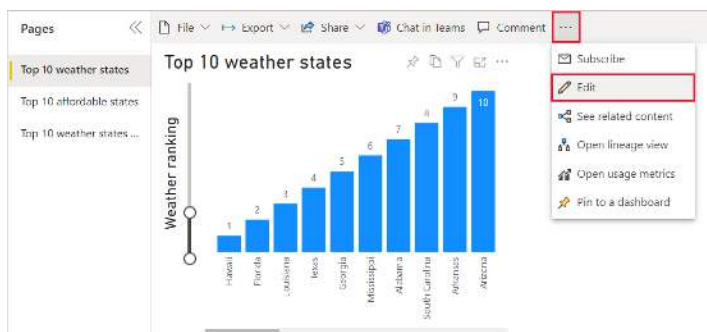 Pages
File
Export
Share
Chat in Teams
Comment
Top 10 weather states
Top 10 affordable states
Top 10 weather states ...
Top 10 weather states
Weather ranking
1
2
3
4
5
6
7
8
9
10
Hawaii
Florida
Louisiana
Texas
Georgia
Mississippi
Alabama
South Carolina
Arkansas
Arizona
Subscribe
Edit
See related content
Open lineage view
Open usage metrics
Pin to a dashboard